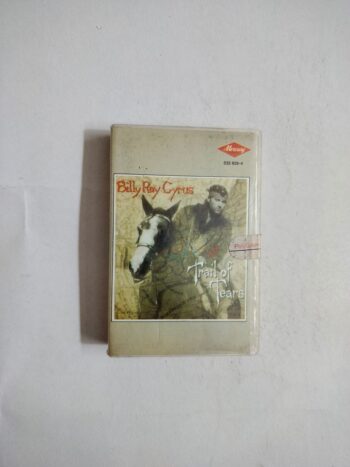 Mercury
Billy Ray Cyrus
Trail of
Tears